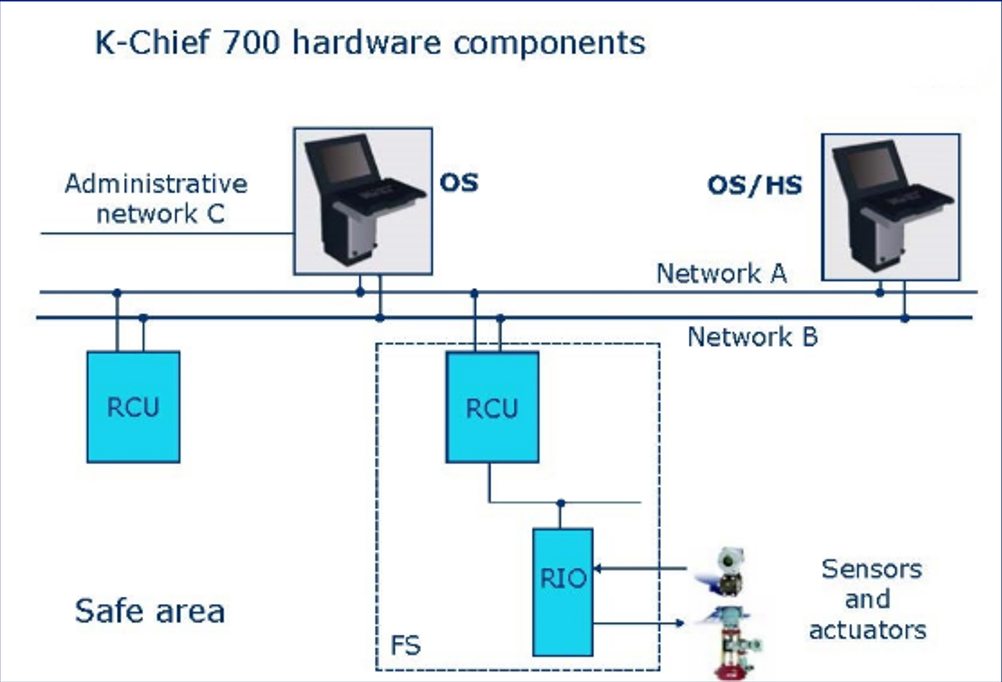 K-Chief 700 hardware components
Administrative
network C
OS
OS/HS
Network A
Network B
RCU
RCU
RIO
Sensors
and
actuators
Safe area
FS